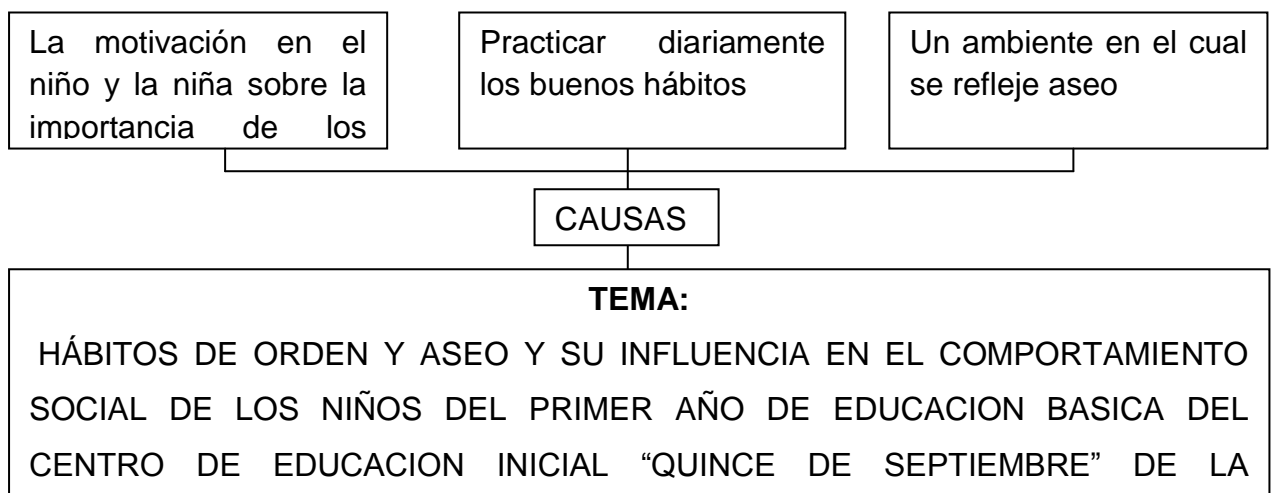 La motivación en el
niño y la niña sobre la
importancia de los
Practicar diariamente
los buenos hábitos
Un ambiente en el cual
se refleje aseo
CAUSAS
TEMA:
HÁBITOS DE ORDEN Y ASEO Y SU INFLUENCIA EN EL COMPORTAMIENTO
SOCIAL DE LOS NIÑOS DEL PRIMER AÑO DE EDUCACION BASICA DEL
CENTRO DE EDUCACION INICIAL “QUINCE DE SEPTIEMBRE” DE LA